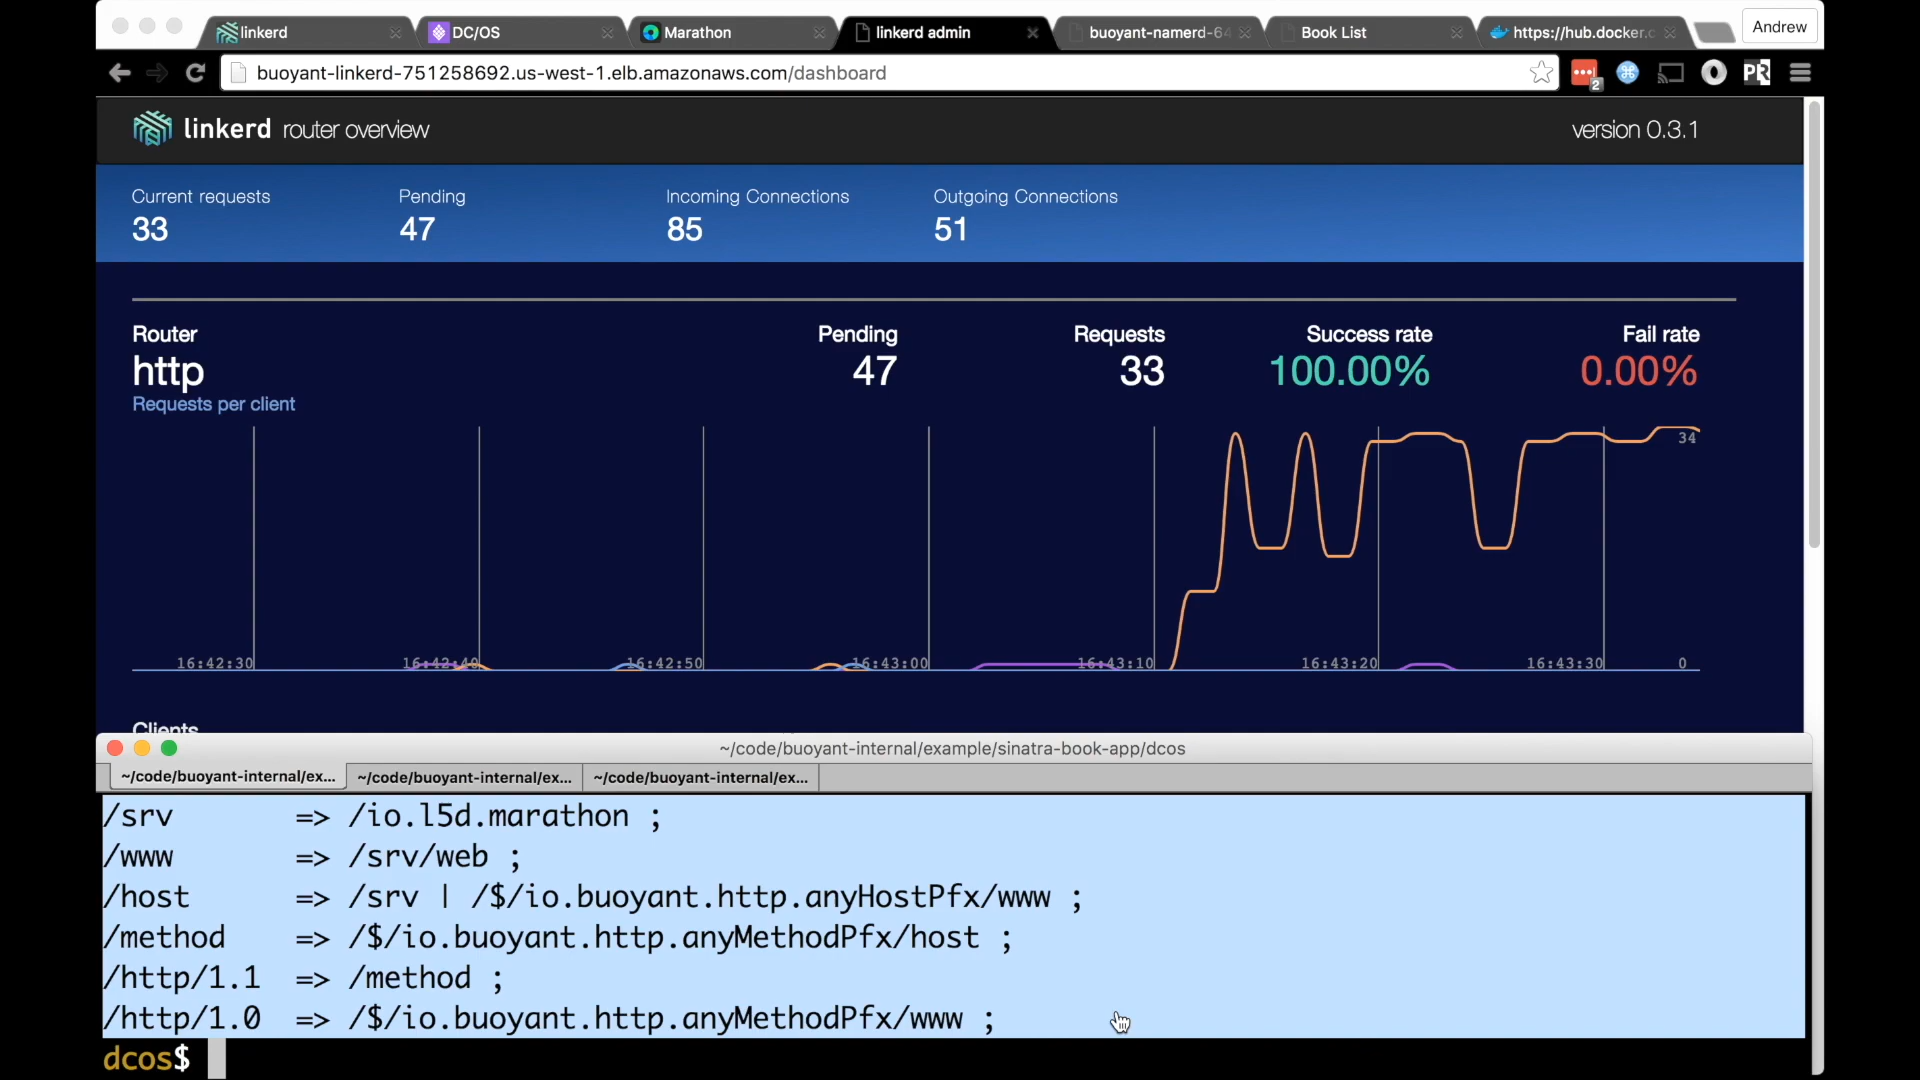 linkerd
DC/OS
Marathon
linkerd admin
buoyant-namerd-64
Book List
https://hub.docker.c
Andrew
buoyant-linkerd-751258692.us-west-1.elb.amazonaws.com/dashboard
2
PR
linkerd router overview
version 0.3.1
Current requests
Pending
Incoming Connections
Outgoing Connections
33
47
85
51
Router
Pending
Requests
Success rate
Fail rate
http
47
33
100.00%
0.00%
Requests per client
34
16:42:30
16:42:40
16:42:50
16:43:00
16:43:10
16:43:20
16:43:30
0
Clients
~/code/buoyant-internal/example/sinatra-book-app/dcos
~/code/buoyant-internal/ex...
~/code/buoyant-internal/ex...
~/code/buoyant-internal/ex...
/srv => /io.l5d.marathon ;
/www => /srv/web ;
/host => /srv | /$/io.buoyant.http.anyHostPfx/www ;
/method => /$/io.buoyant.http.anyMethodPfx/host ;
/http/1.1 => /method ;
/http/1.0 => /$/io.buoyant.http.anyMethodPfx/www ;
dcos$